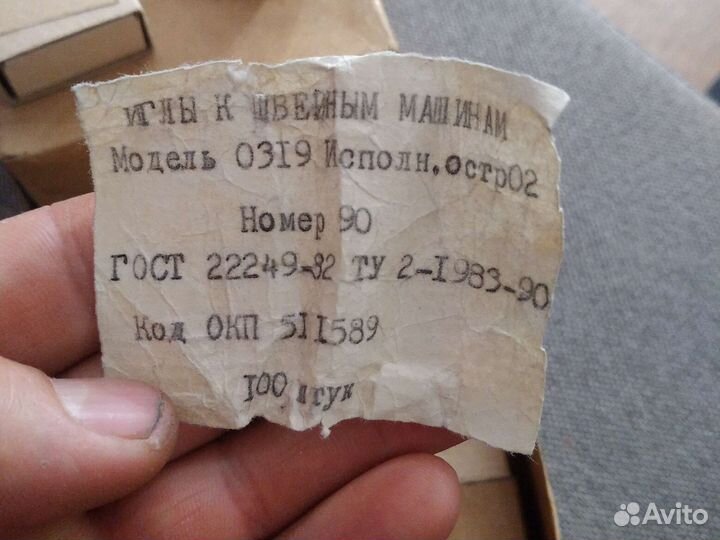 иглы к швейным машинам
Модель 0319 Исполн.остр02
Номер 90
ГОСТ 22249-82 ТУ 2-I983-90
Код ОКП 5II589
I00 штук
Avito